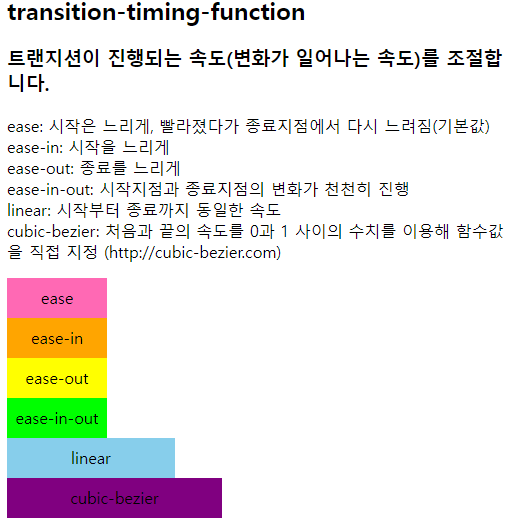 transition-timing-function
트랜지션이 진행되는 속도(변화가 일어나는 속도)를 조절합
니다.
ease: 시작은 느리게, 빨라졌다가 종료지점에서 다시 느려짐(기본값)
ease-in: 시작을 느리게
ease-out: 종료를 느리게
ease-in-out: 시작지점과 종료지점의 변화가 천천히 진행
linear: 시작부터 종료까지 동일한 속도
cubic-bezier: 처음과 끝의 속도를 0과 1 사이의 수치를 이용해 함수값
을 직접 지정 (http://cubic-bezier.com)
ease
ease-in
ease-out
ease-in-out
linear
cubic-bezier